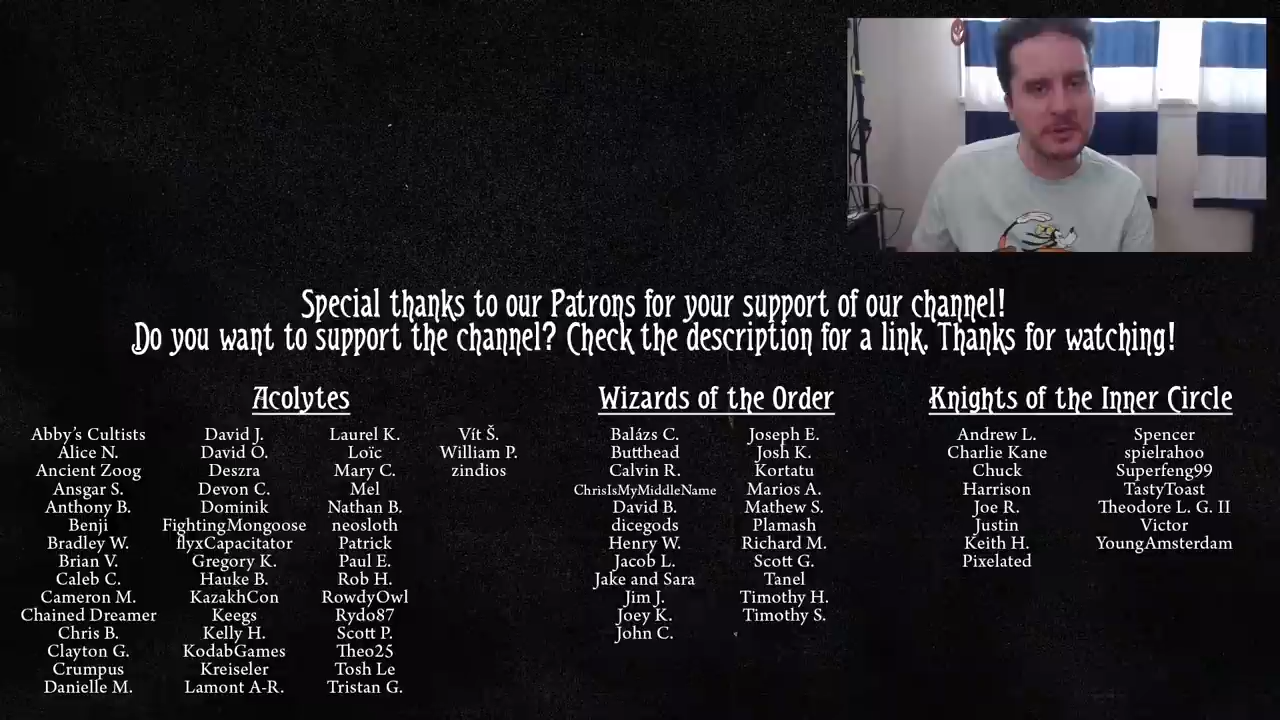 Special thanks to our Patrons for your support of our channel!
Do you want to support the channel? Check the description for a link. Thanks for watching!
Acolytes
Abby's Cultists
Alice N.
Ancient Zoog
Ansgar S.
Anthony B.
Benji
Bradley W.
Brian V.
Caleb C.
Cameron M.
Chained Dreamer
Chris B.
Clayton G.
Crumpus
Danielle M.
David J.
David O.
Deszra
Devon C.
Dominik
FightingMongoose
flyxCapacitator
Gregory K.
Hauke B.
KazakhCon
Keegs
Kelly H.
KodabGames
Kreiseler
Lamont A-R.
Laurel K.
Loïc
Mary C.
Mel
Nathan B.
neosloth
Patrick
Paul E.
Rob H.
RowdyOwl
Rydo87
Scott P.
Theo25
Tosh Le
Tristan G.
Vít Š.
William P.
zindios
Wizards of the Order
Balázs C.
Butthead
Calvin R.
ChrisIsMyMiddleName
David B.
dicegods
Henry W.
Jacob L.
Jake and Sara
Jim J.
Joey K.
John C.
Joseph E.
Josh K.
Kortatu
Marios A.
Mathew S.
Plamash
Richard M.
Scott G.
Tanel
Timothy H.
Timothy S.
Knights of the Inner Circle
Andrew L.
Charlie Kane
Chuck
Harrison
Joe R.
Justin
Keith H.
Pixelated
Spencer
spielrahoo
Superfeng99
TastyToast
Theodore L. G. II
Victor
YoungAmsterdam